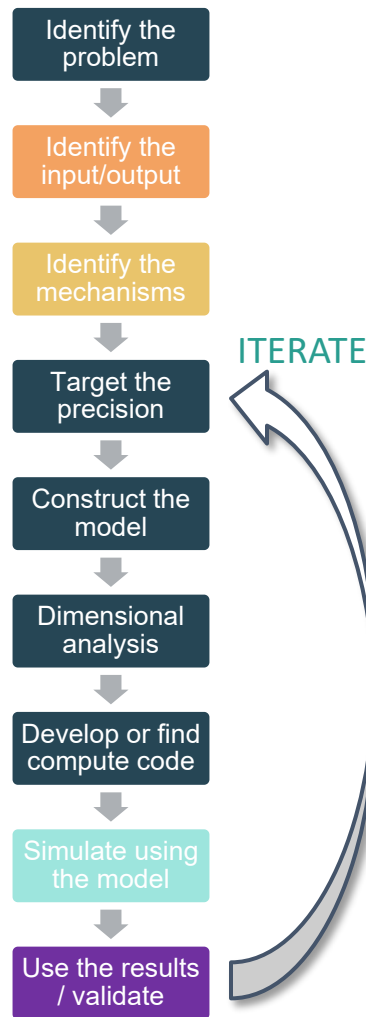 Identify the
problem
Identify the
input/output
Identify the
mechanisms
ITERATE
Target the
precision
Construct the
model
Dimensional
analysis
Develop or find
compute code
Simulate using
the model
Use the results
/ validate